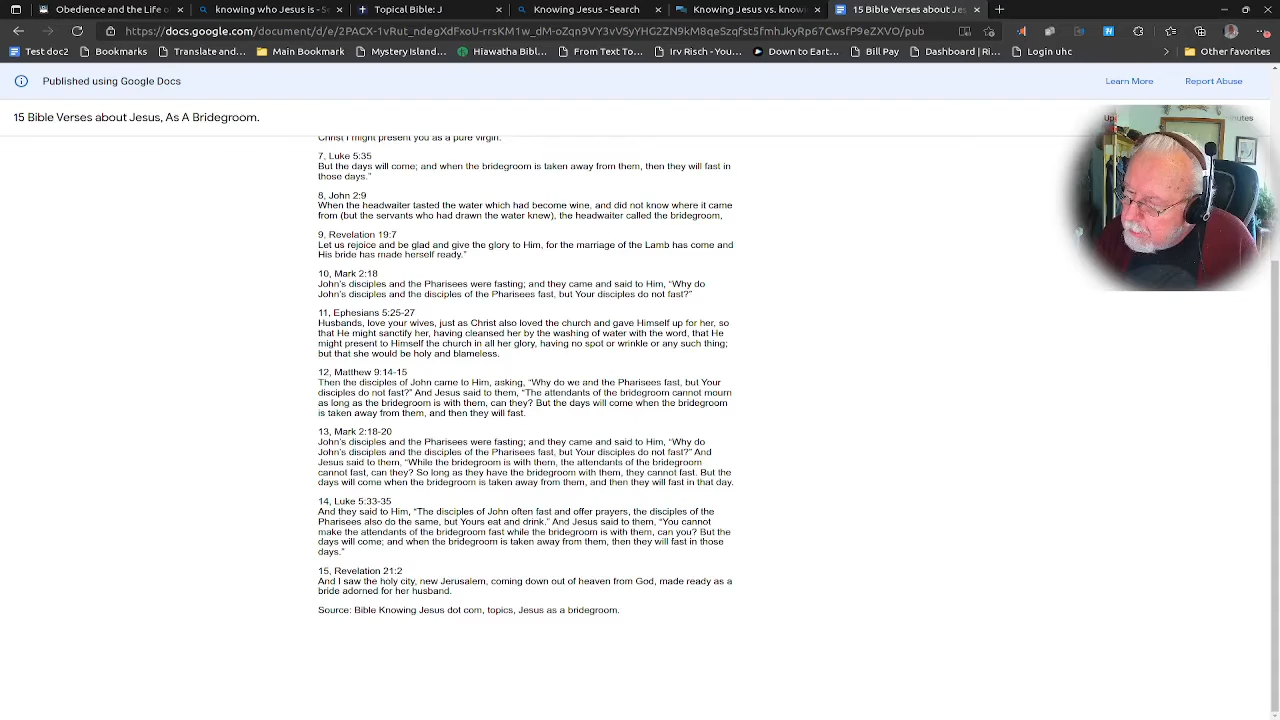 Obedience and the Life o
knowing who Jesus is - S
Topical Bible: J
Knowing Jesus - Search
Knowing Jesus vs. knowin
15 Bible Verses about Jes
https://docs.google.com/document/d/e/2PACX-1vRut_ndegXdFxoU-rrsKM1w_dM-oZqn9VY3vVSyYHG2ZN9kM8qeSzqfst5fmhJkyRp67CwsfP9eZXVO/pub
Test doc2
Bookmarks
Translate and...
Main Bookmark
Mystery Island...
Hiawatha Bibl...
From Text To...
Irv Risch - You...
Down to Eart...
Bill Pay
Dashboard | Ri...
Login uhc
Other favorites
Published using Google Docs
Learn More
Report Abuse
15 Bible Verses about Jesus, As A Bridegroom.
Christ I might present you as a pure virgin.
7, Luke 5:35
But the days will come; and when the bridegroom is taken away from them, then they will fast in
those days.”
8, John 2:9
When the headwaiter tasted the water which had become wine, and did not know where it came
from (but the servants who had drawn the water knew), the headwaiter called the bridegroom,
9, Revelation 19:7
Let us rejoice and be glad and give the glory to Him, for the marriage of the Lamb has come and
His bride has made herself ready.”
10, Mark 2:18
John’s disciples and the Pharisees were fasting; and they came and said to Him, “Why do
John’s disciples and the disciples of the Pharisees fast, but Your disciples do not fast?”
11, Ephesians 5:25-27
Husbands, love your wives, just as Christ also loved the church and gave Himself up for her, so
that He might sanctify her, having cleansed her by the washing of water with the word, that He
might present to Himself the church in all her glory, having no spot or wrinkle or any such thing;
but that she would be holy and blameless.
12, Matthew 9:14-15
Then the disciples of John came to Him, asking, “Why do we and the Pharisees fast, but Your
disciples do not fast?” And Jesus said to them, “The attendants of the bridegroom cannot mourn
as long as the bridegroom is with them, can they? But the days will come when the bridegroom
is taken away from them, and then they will fast.
13, Mark 2:18-20
John’s disciples and the Pharisees were fasting; and they came and said to Him, “Why do
John’s disciples and the disciples of the Pharisees fast, but Your disciples do not fast?” And
Jesus said to them, “While the bridegroom is with them, the attendants of the bridegroom
cannot fast, can they? So long as they have the bridegroom with them, they cannot fast. But the
days will come when the bridegroom is taken away from them, and then they will fast in that day.
14, Luke 5:33-35
And they said to Him, “The disciples of John often fast and offer prayers, the disciples of the
Pharisees also do the same, but Yours eat and drink.” And Jesus said to them, “You cannot
make the attendants of the bridegroom fast while the bridegroom is with them, can you? But the
days will come; and when the bridegroom is taken away from them, then they will fast in those
days.”
15, Revelation 21:2
And I saw the holy city, new Jerusalem, coming down out of heaven from God, made ready as a
bride adorned for her husband.
Source: Bible Knowing Jesus dot com, topics, Jesus as a bridegroom.